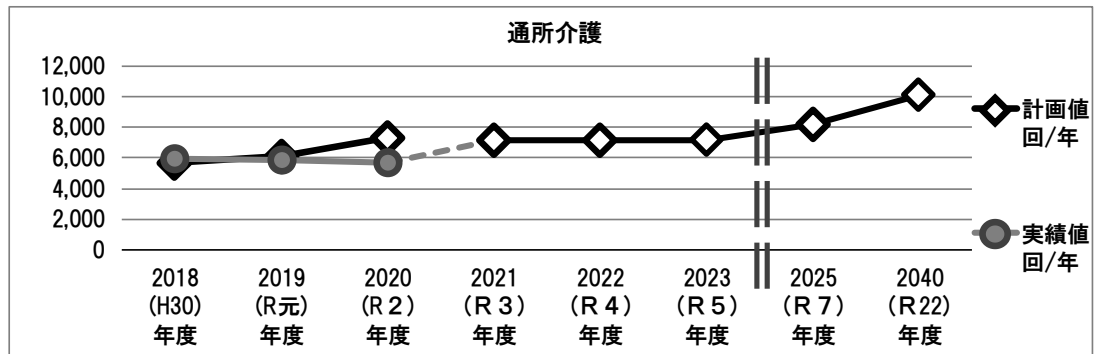 通所介護
12,000
10,000
8,000
6,000
4,000
2,000
0
2018 2019 2020 2021 2022 2023 2025 2040
(H30) (R元) (R２) (Ｒ３) (Ｒ４) (Ｒ５) (Ｒ７) (R22)
年度 年度 年度 年度 年度 年度 年度 年度
計画値
回/年
実績値
回/年